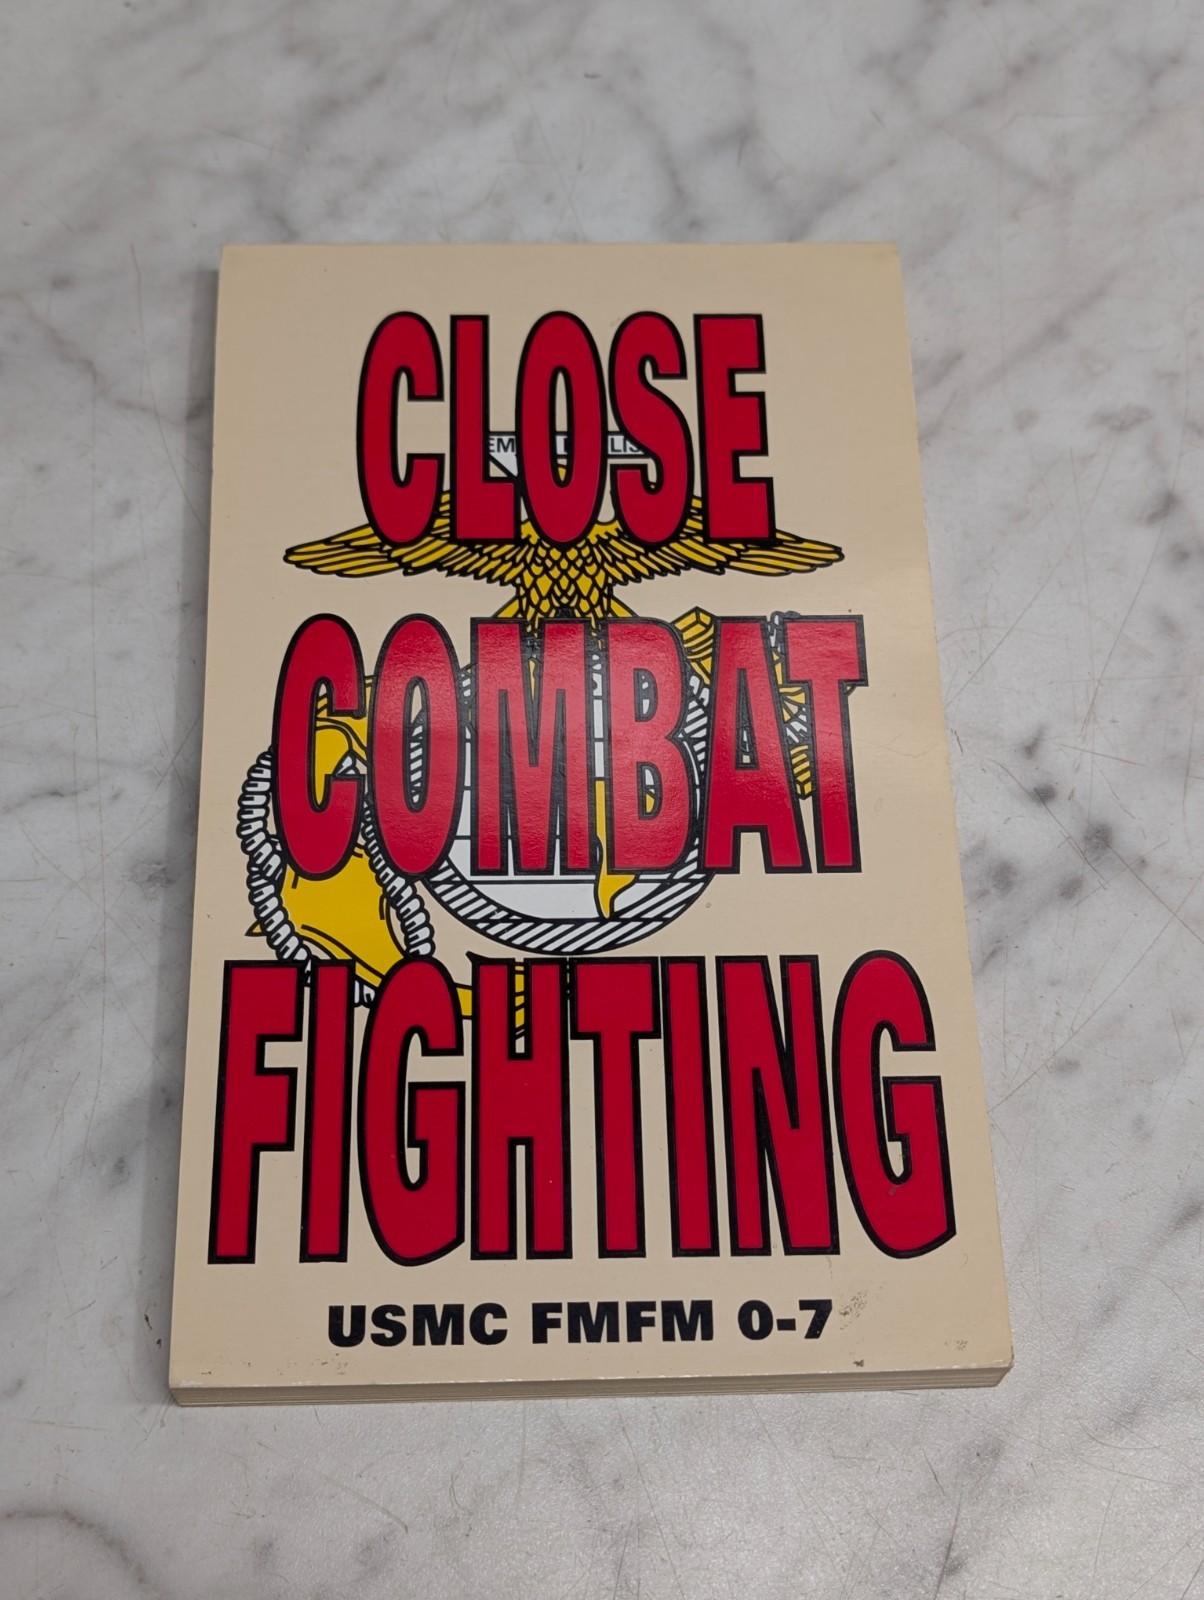 CLOSE
COMBAT
FIGHTING
USMC FMFM 0-7